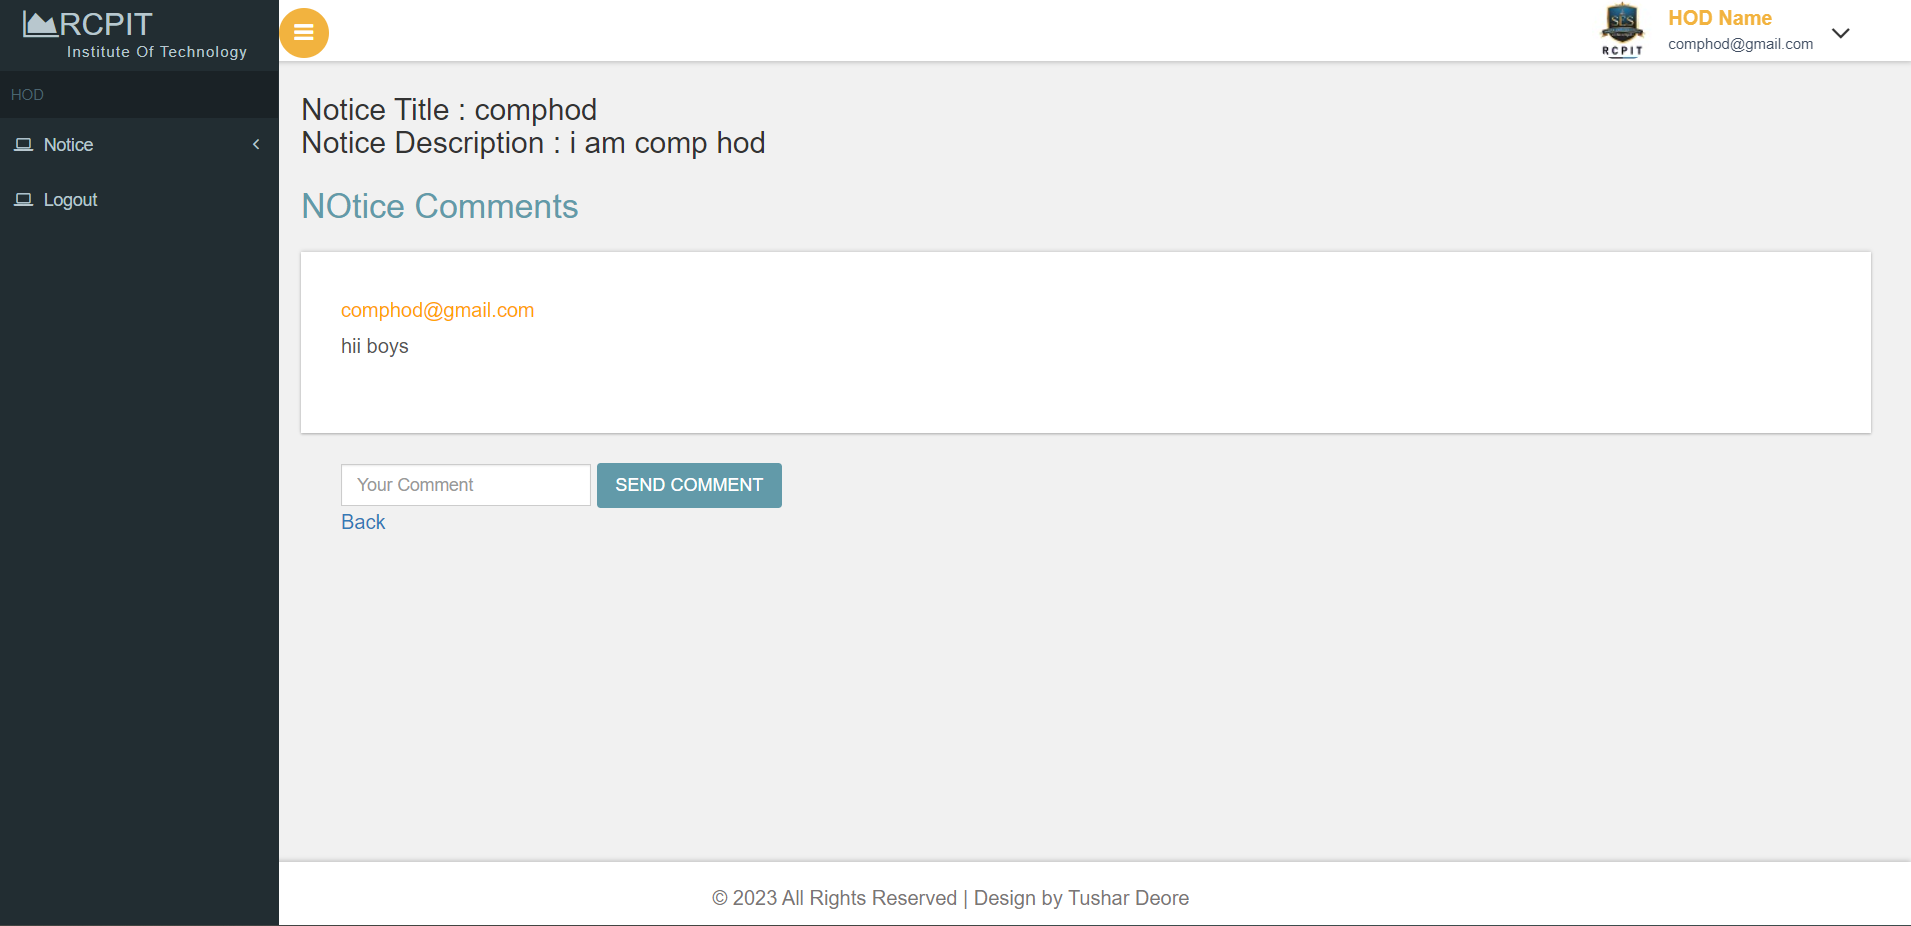 RCPIT
Institute Of Technology
HOD
Notice
Logout
SES
RCPIT
HOD Name
comphod@gmail.com
Notice Title : comphod
Notice Description : i am comp hod
NOtice Comments
comphod@gmail.com
hii boys
Your Comment
SEND COMMENT
Back
© 2023 All Rights Reserved | Design by Tushar Deore